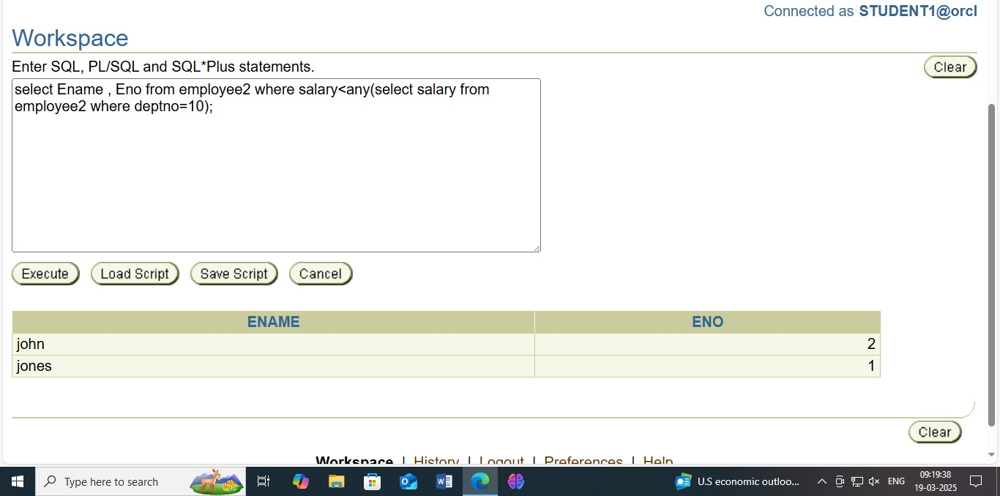 Connected as STUDENT1@orcl
Workspace
Enter SQL, PL/SQL and SQL*Plus statements.
Clear
select Ename , Eno from employee2 where salary<any(select salary from
employee2 where deptno=10);
Execute Load Script Save Script Cancel
ENAME ENO
john 2
jones 1
Clear
Workspace | History | Logout | Preferences | Help
Type here to search
U.S economic outloo...
ENG
09:19:38
19-03-2025